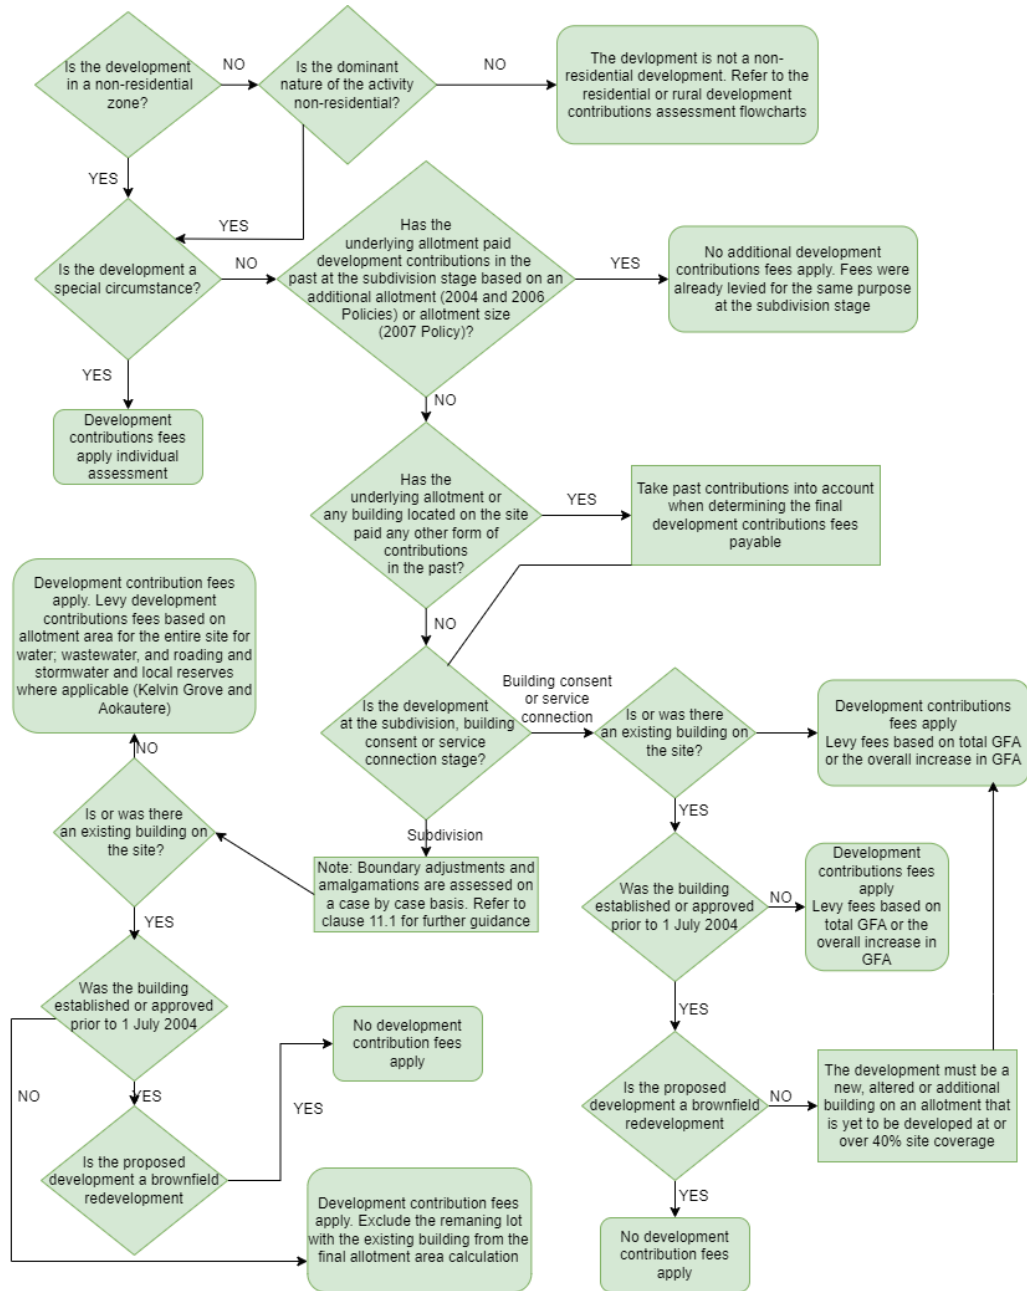 Is the development
in a non-residential
zone?
NO
Is the dominant
nature of the activity
non-residential?
NO
The devlopment is not a non-
residential development. Refer to the
residential or rural development
contributions assessment flowcharts
YES
YES
Is the development a
special circumstance?
NO
Has the
underlying allotment paid
development contributions in the
past at the subdivision stage based on an
additional allotment (2004 and 2006
Policies) or allotment size
(2007 Policy)?
YES
No additional development
contributions fees apply. Fees were
already levied for the same purpose
at the subdivision stage
YES
Development
contributions fees
apply individual
assessment
NO
Has the
underlying allotment or
any building located on the site
paid any other form of
contributions
in the past?
YES
Take past contributions into account
when determining the final
development contributions fees
payable
NO
Development contribution fees
apply. Levy development
contributions fees based on
allotment area for the entire site for
water; wastewater, and roading and
stormwater and local reserves
where applicable (Kelvin Grove and
Aokautere)
Is the development
at the subdivision, building
consent or service
connection stage?
Building consent
or service
connection
Is or was there
an existing building on
the site?
Development contributions
fees apply
Levy fees based on total GFA
or the overall increase in GFA
NO
Is or was there
an existing building on
the site?
Subdivision
Note: Boundary adjustments and
amalgamations are assessed on
a case by case basis. Refer to
clause 11.1 for further guidance
YES
Was the building
established or approved
prior to 1 July 2004
NO
Development
contributions fees
apply
Levy fees based on
total GFA or the
overall increase in
GFA
YES
Was the building
established or approved
prior to 1 July 2004
No development
contribution fees
apply
YES
Is the proposed
development a brownfield
redevelopment
NO
The development must be a
new, altered or additional
building on an allotment that
is yet to be developed at or
over 40% site coverage
NO
YES
YES
Is the proposed
development a brownfield
redevelopment
Development contribution fees
apply. Exclude the remaning lot
with the existing building from the
final allotment area calculation
YES
No development
contribution fees
apply